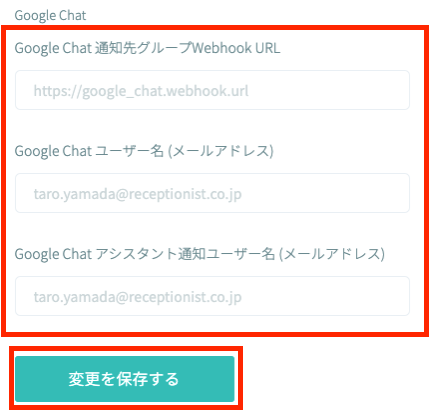 Google Chat
Google Chat 通知先グループWebhook URL
https://google_chat.webhook.url
Google Chat ユーザー名 (メールアドレス)
taro.yamada@receptionist.co.jp
Google Chat アシスタント通知ユーザー名 (メールアドレス)
taro.yamada@receptionist.co.jp
変更を保存する